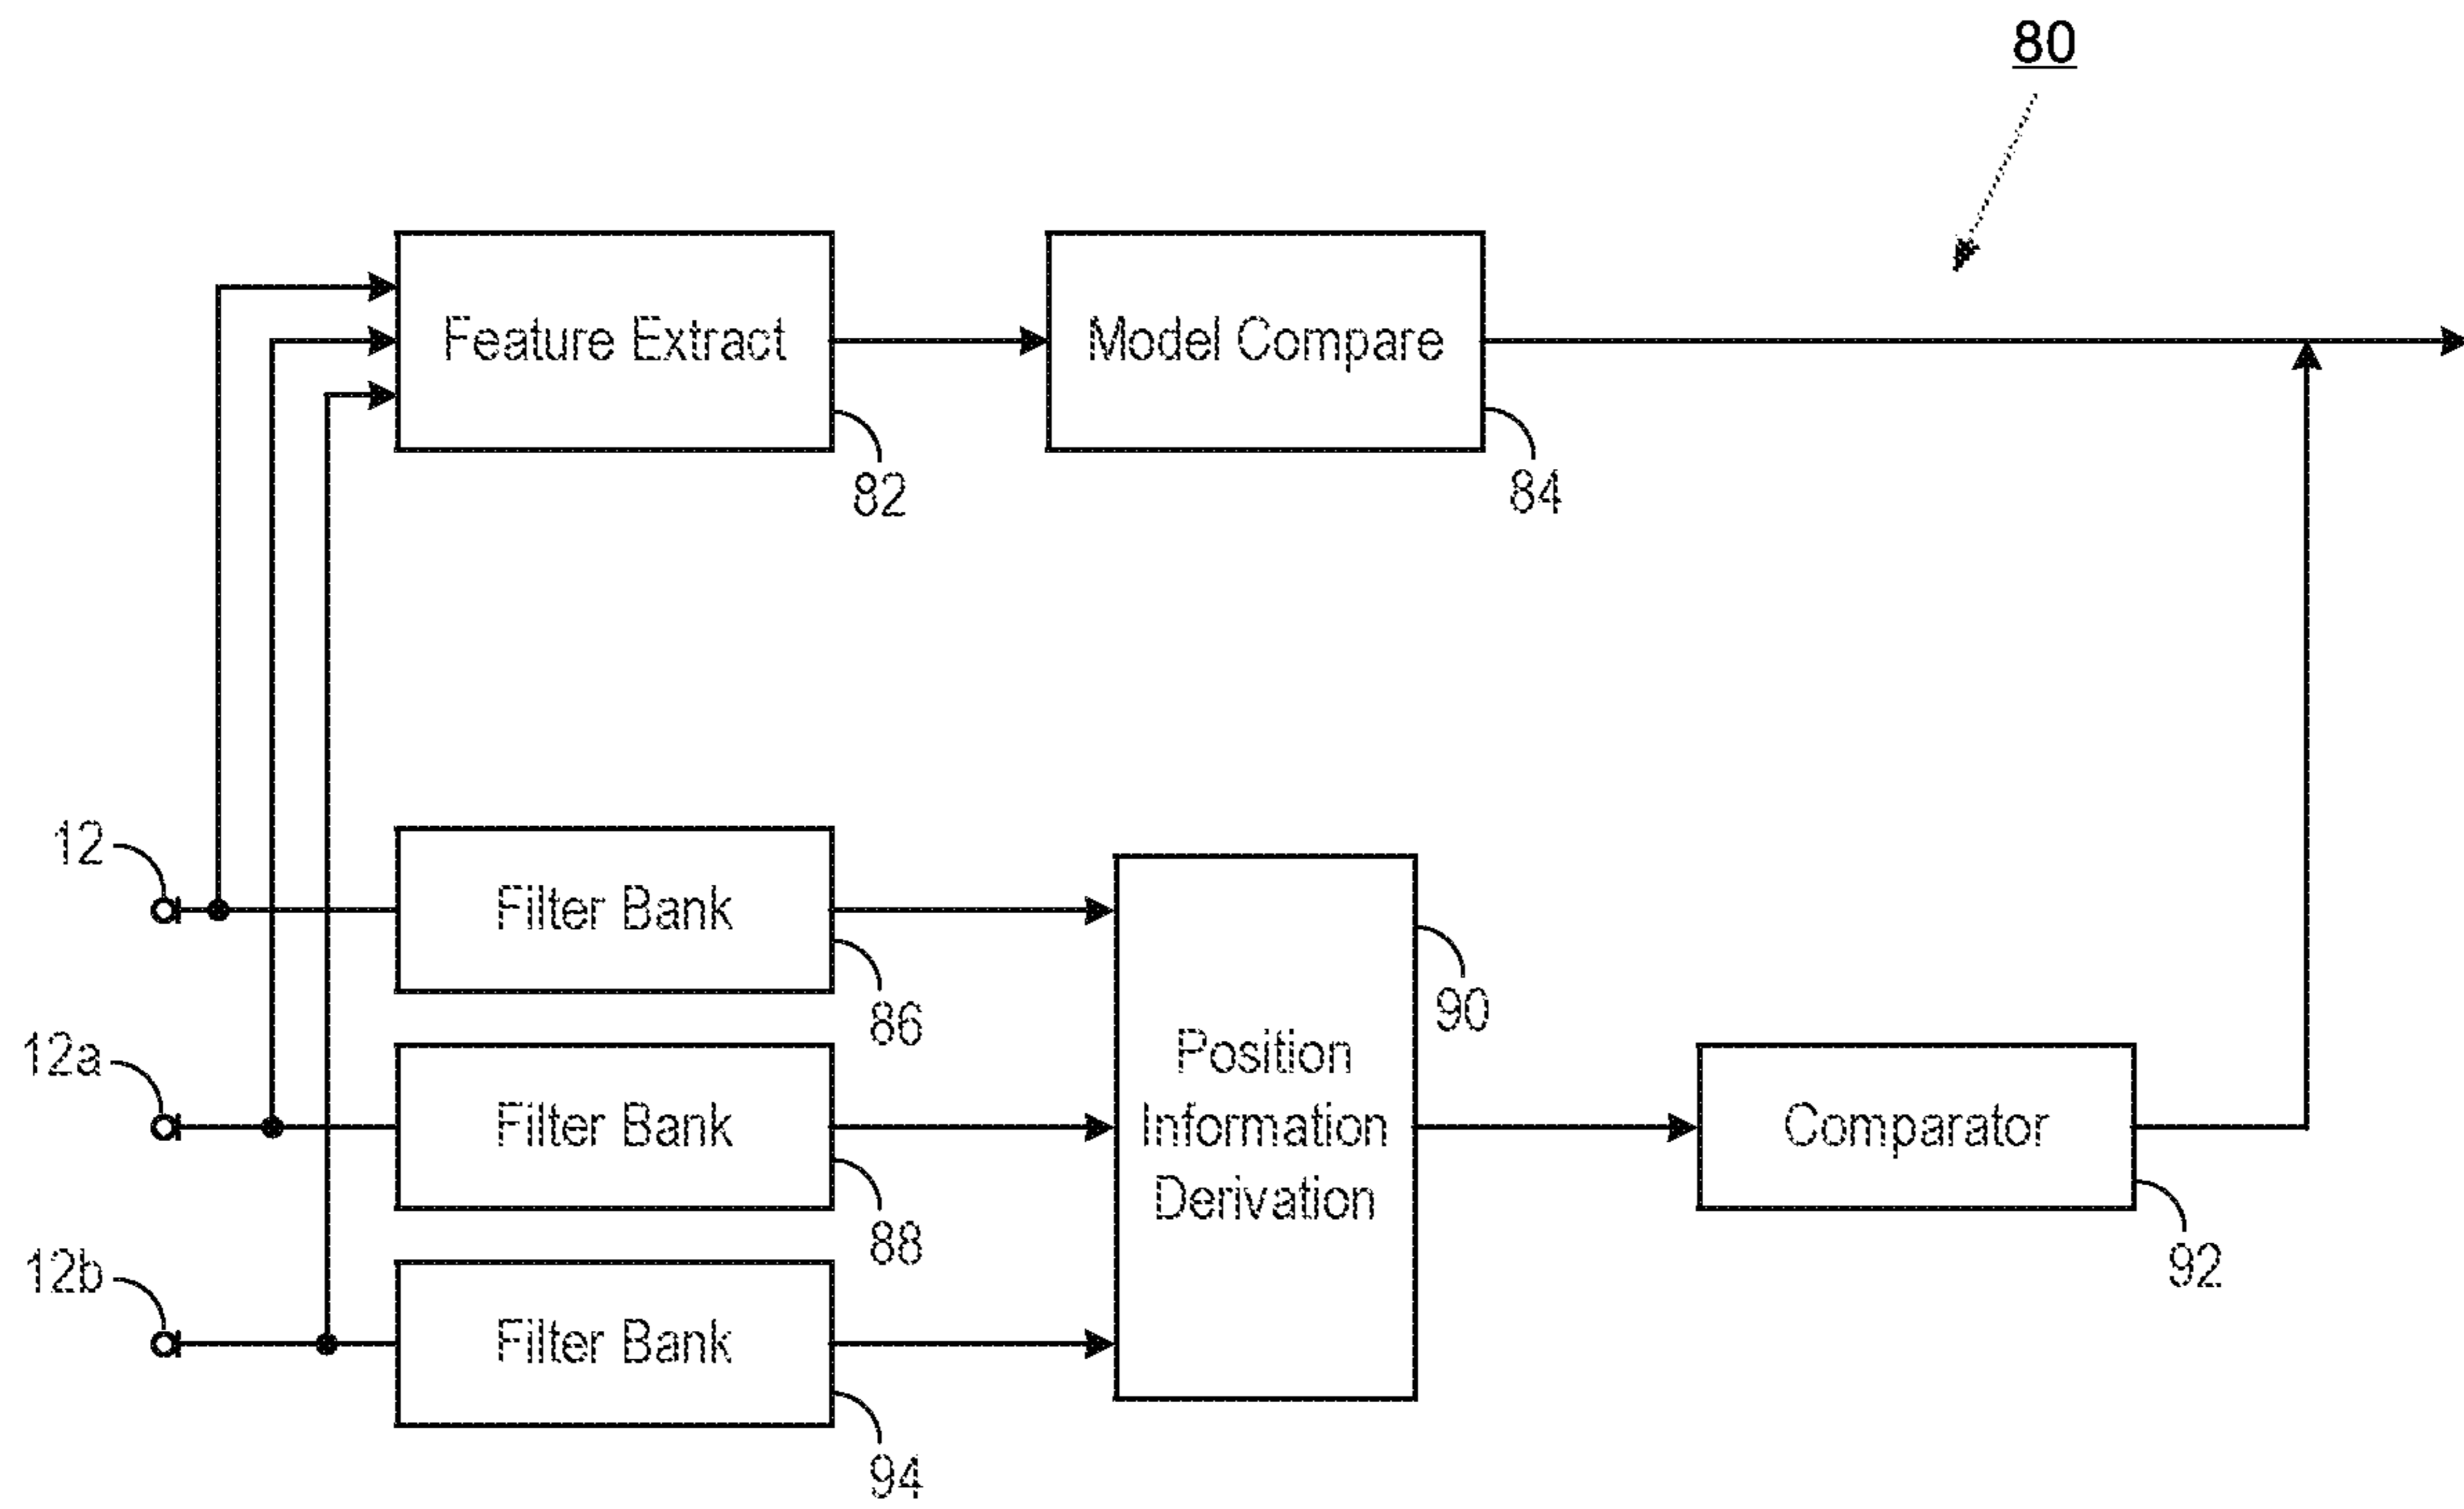 80
Feature Extract
Model Compare
82
84
12
Filter Bank
86
90
12a
Filter Bank
88
Position
Information
Derivation
Comparator
92
12b
Filter Bank
94